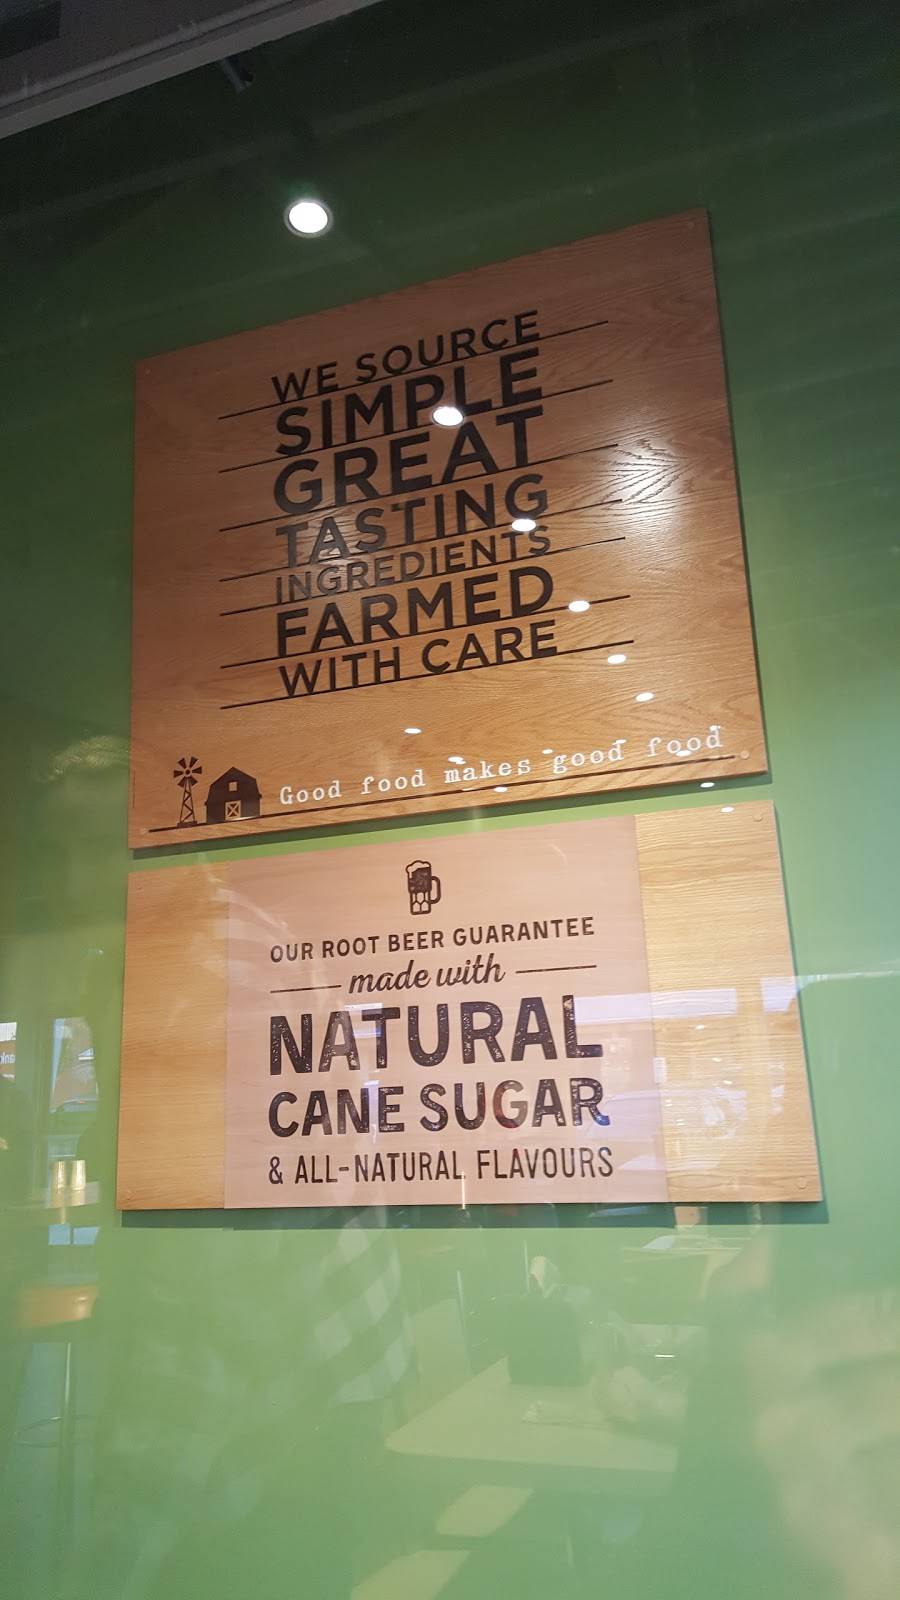 WE SOURCE
SIMPLE
GREAT
TASTING
INGREDIENTS
FARMED
WITH CARE
Good food makes good food
OUR ROOT BEER GUARANTEE
made with
NATURAL
CANE SUGAR
& ALL-NATURAL FLAVOURS